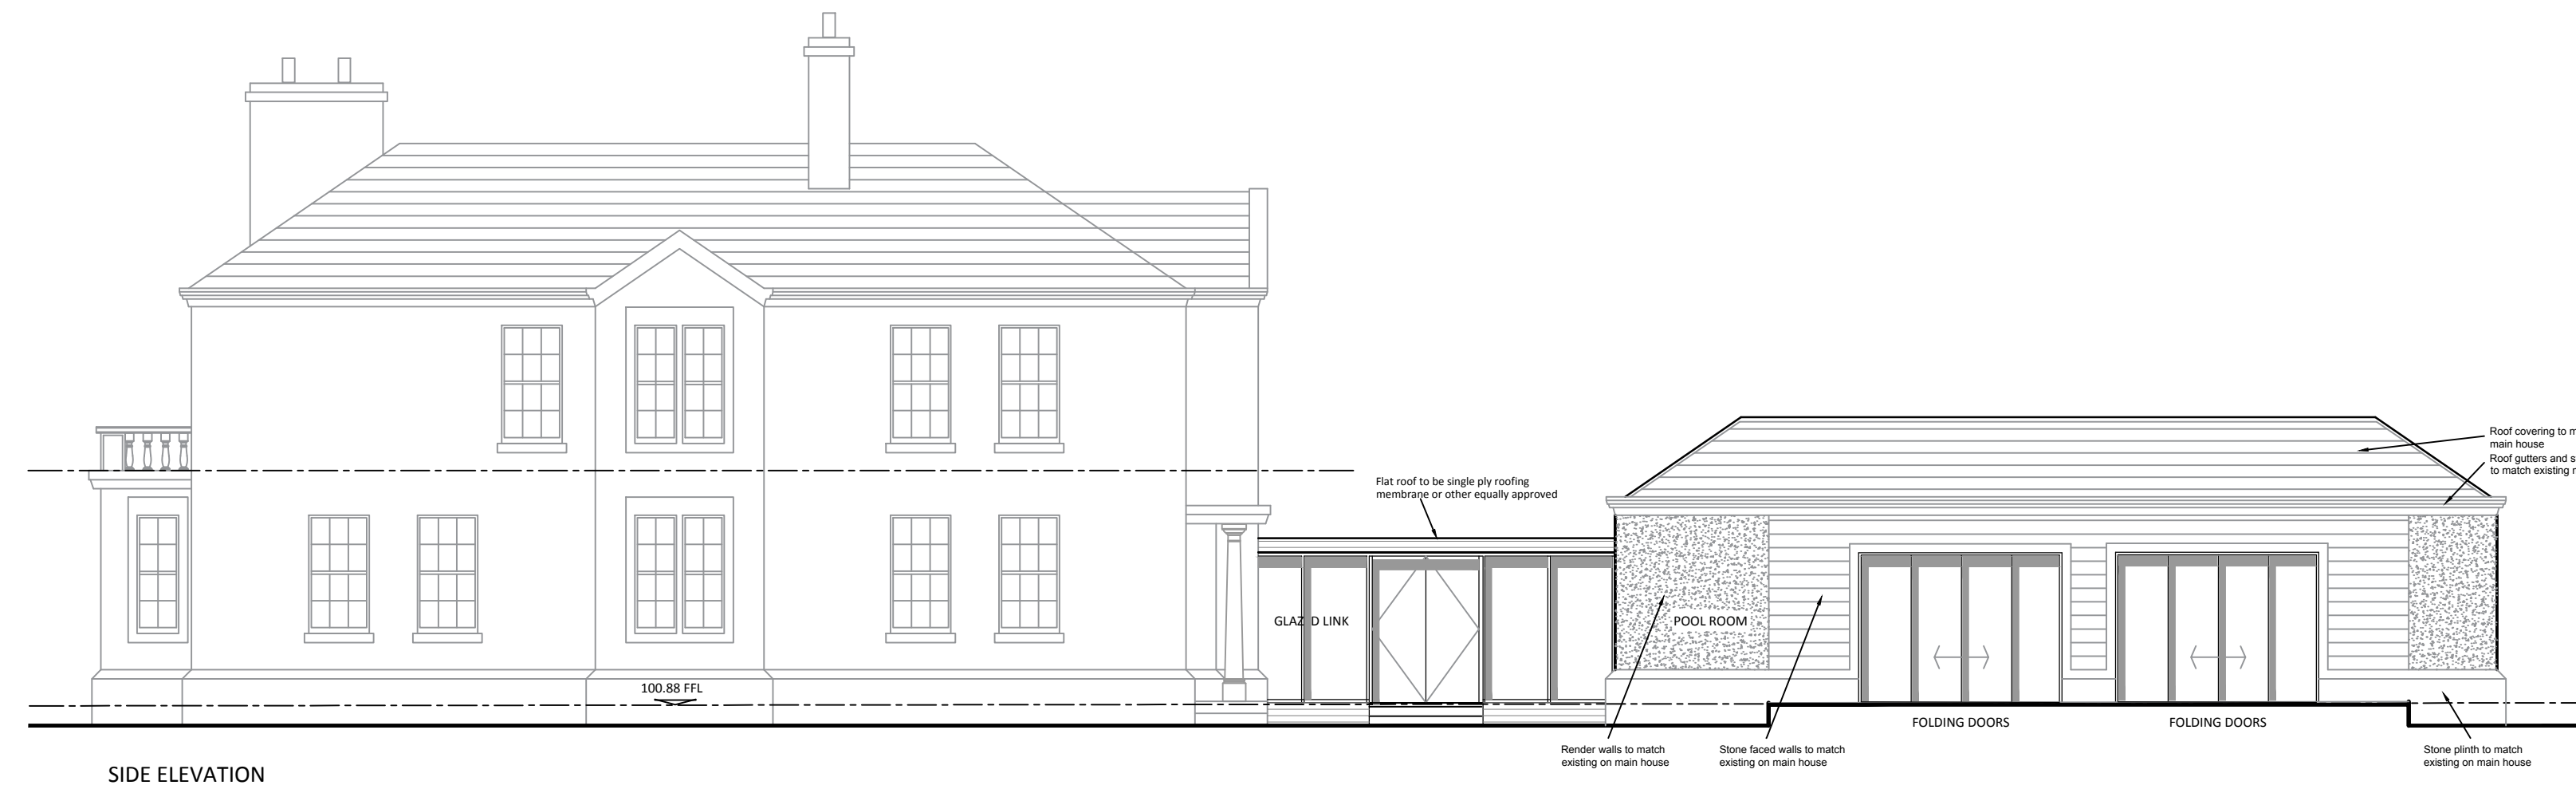 Roof covering to m
main house
Roof gutters and s
to match existing
Flat roof to be single ply roofing
membrane or other equally approved
GLAZ D LINK
POOL ROOM
100.88 FFL
FOLDING DOORS
FOLDING DOORS
Render walls to match
existing on main house
Stone faced walls to match
existing on main house
Stone plinth to match
existing on main house
SIDE ELEVATION